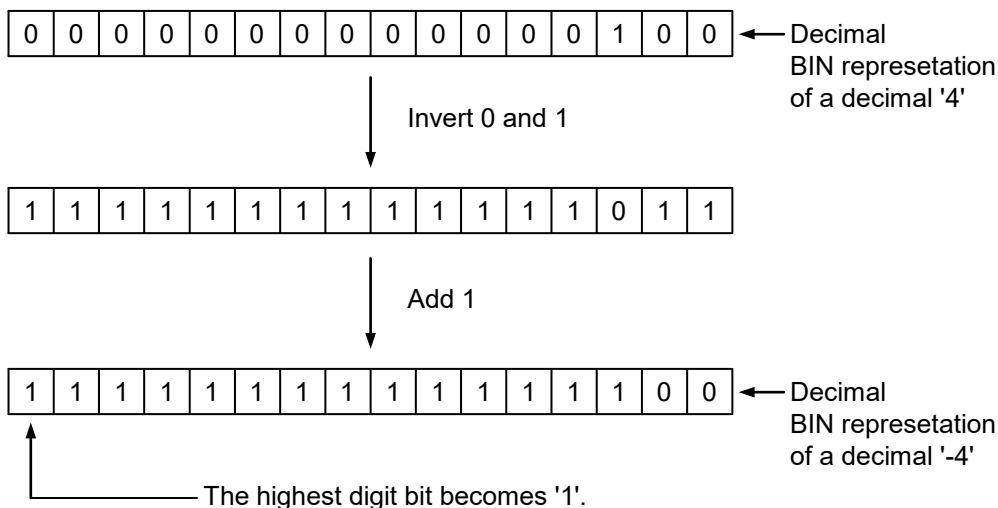 0 0 0 0 0 0 0 0 0 0 0 0 0 1 0 0
Decimal
BIN represetation
of a decimal '4'
Invert 0 and 1
1 1 1 1 1 1 1 1 1 1 1 1 1 0 1 1
Add 1
1 1 1 1 1 1 1 1 1 1 1 1 1 1 0 0
Decimal
BIN represetation
of a decimal '-4'
The highest digit bit becomes '1'.